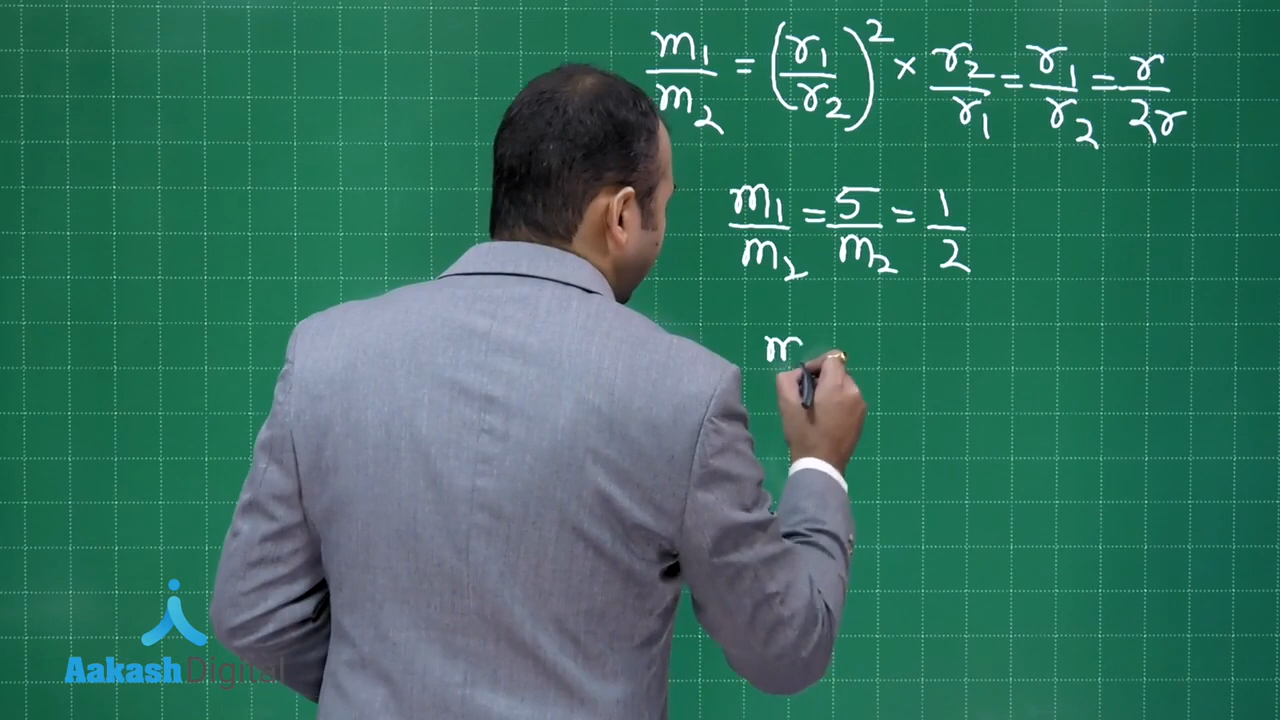 m₁/m₂ = (r₁/r₂)² × r₂/r₁ = r₁/r₂ = r/2r
m₁/m₂ = 5/m₂ = 1/2
m
Aakash Digital